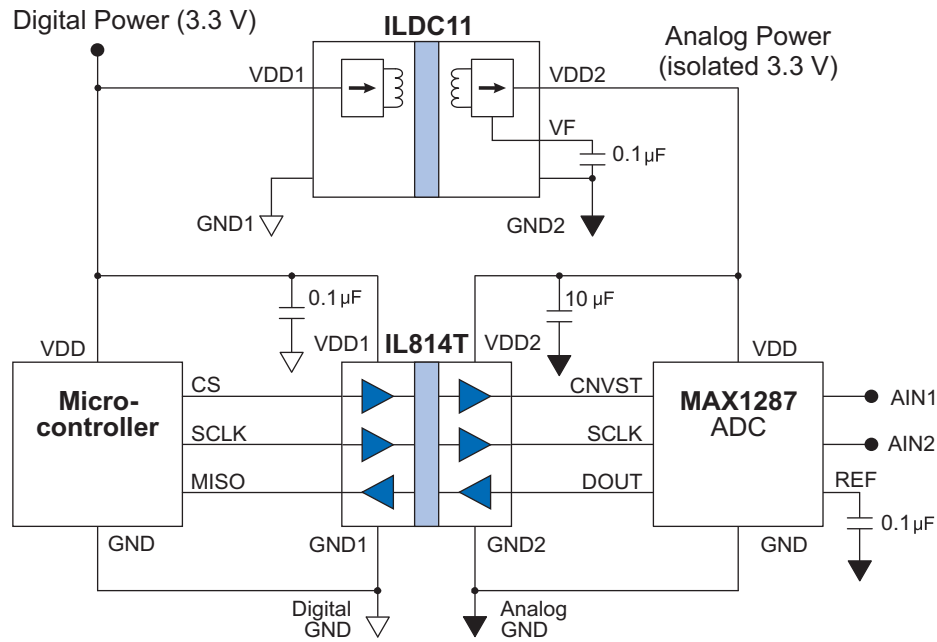 Digital Power (3.3 V)
ILDC11
Analog Power
(isolated 3.3 V)
VDD1
VDD2
VF
0.1µF
GND1
GND2
0.1µF
10 µF
VDD1
IL814T
VDD2
VDD
VDD
Micro-
controller
CS
CNVST
MAX1287
ADC
AIN1
SCLK
SCLK
AIN2
MISO
DOUT
REF
0.1µF
GND
GND1
GND2
GND
Digital
GND
Analog
GND